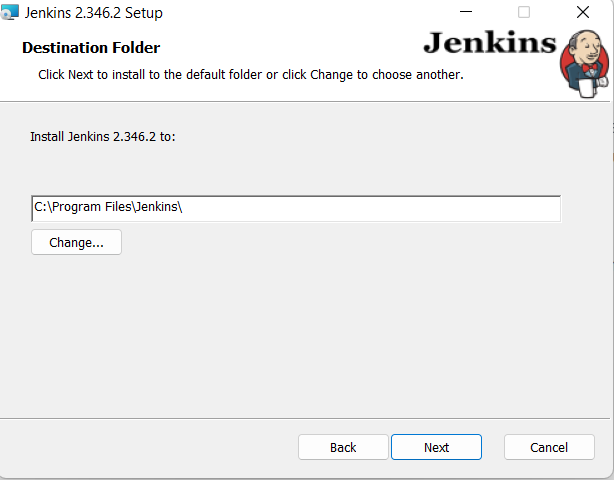 Jenkins 2.346.2 Setup
Destination Folder
Jenkins
Click Next to install to the default folder or click Change to choose another.
Install Jenkins 2.346.2 to:
C:\Program Files\Jenkins\
Change...
Back
Next
Cancel